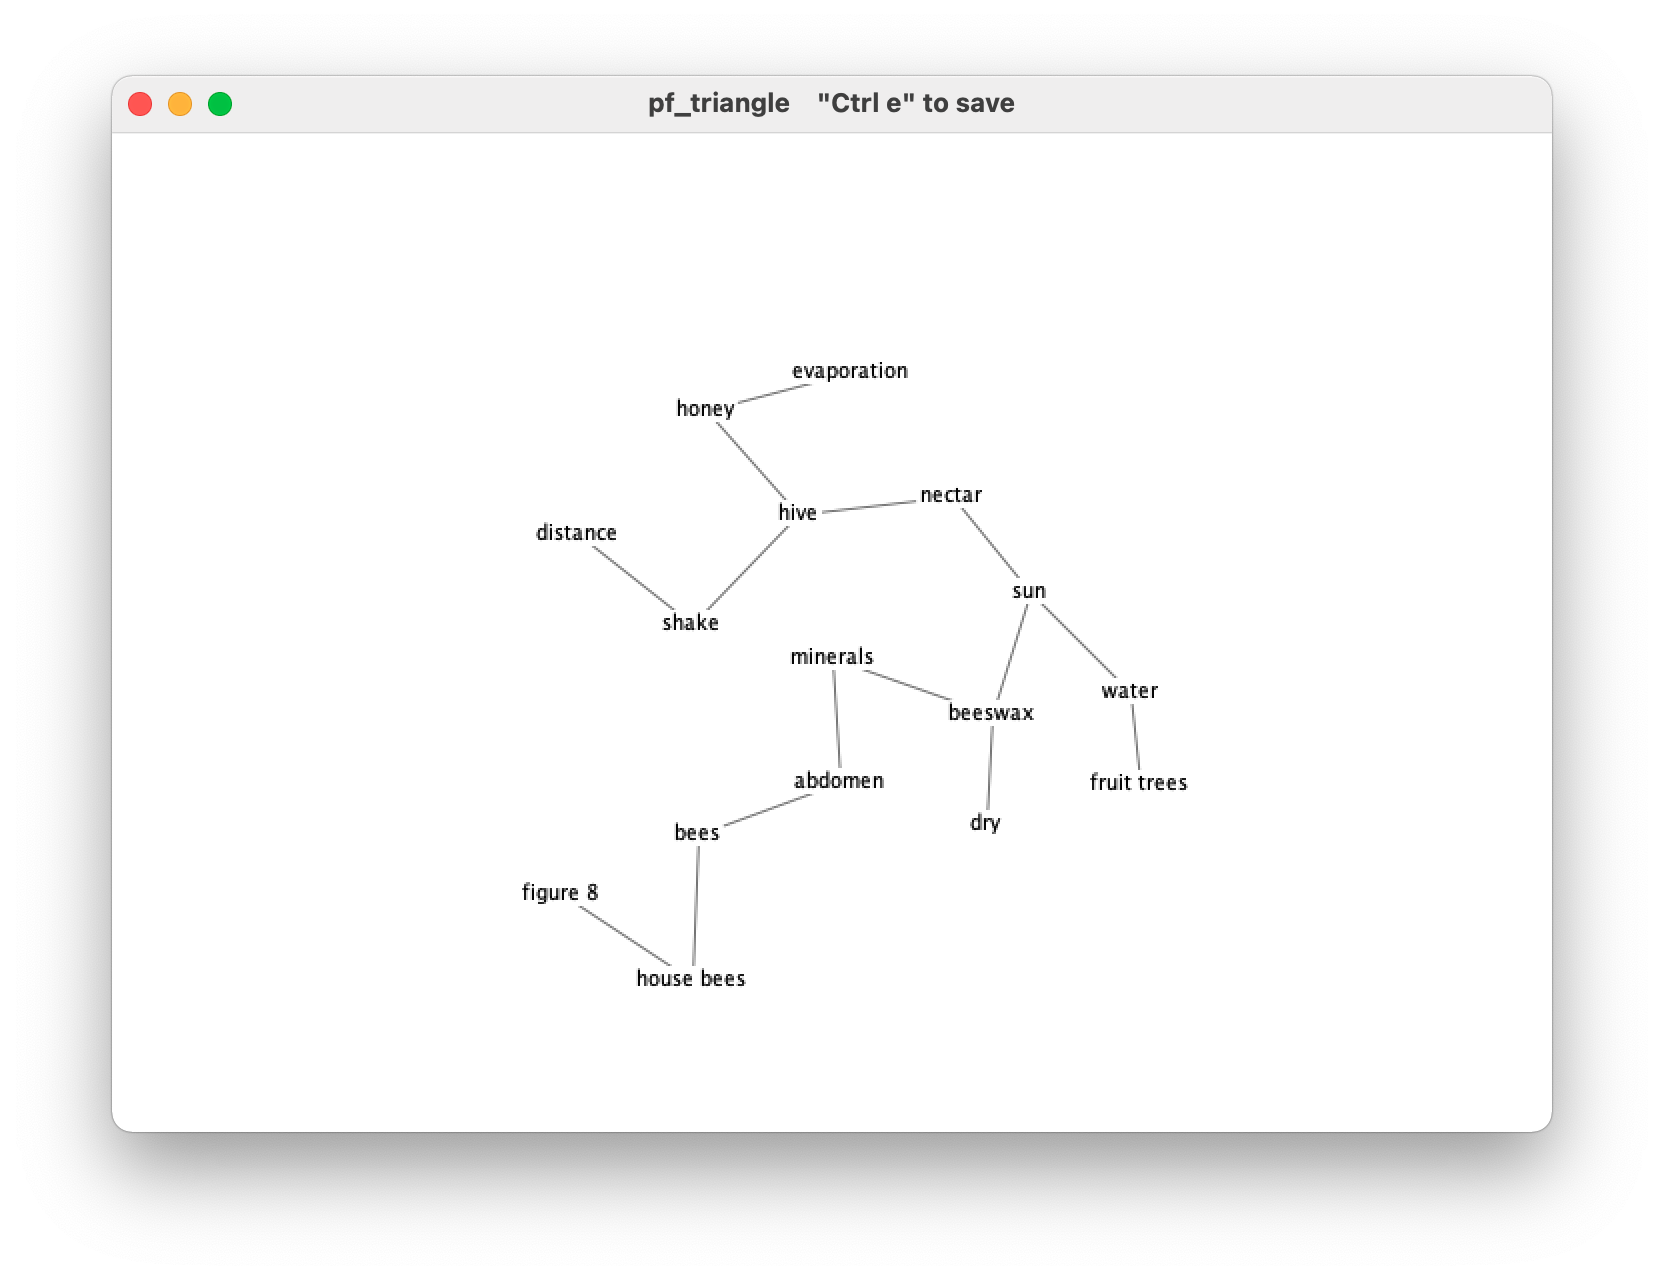 pf_triangle "Ctrl e" to save
evaporation
honey
nectar
hive
distance
sun
shake
minerals
water
beeswax
abdomen
fruit trees
dry
bees
figure 8
house bees